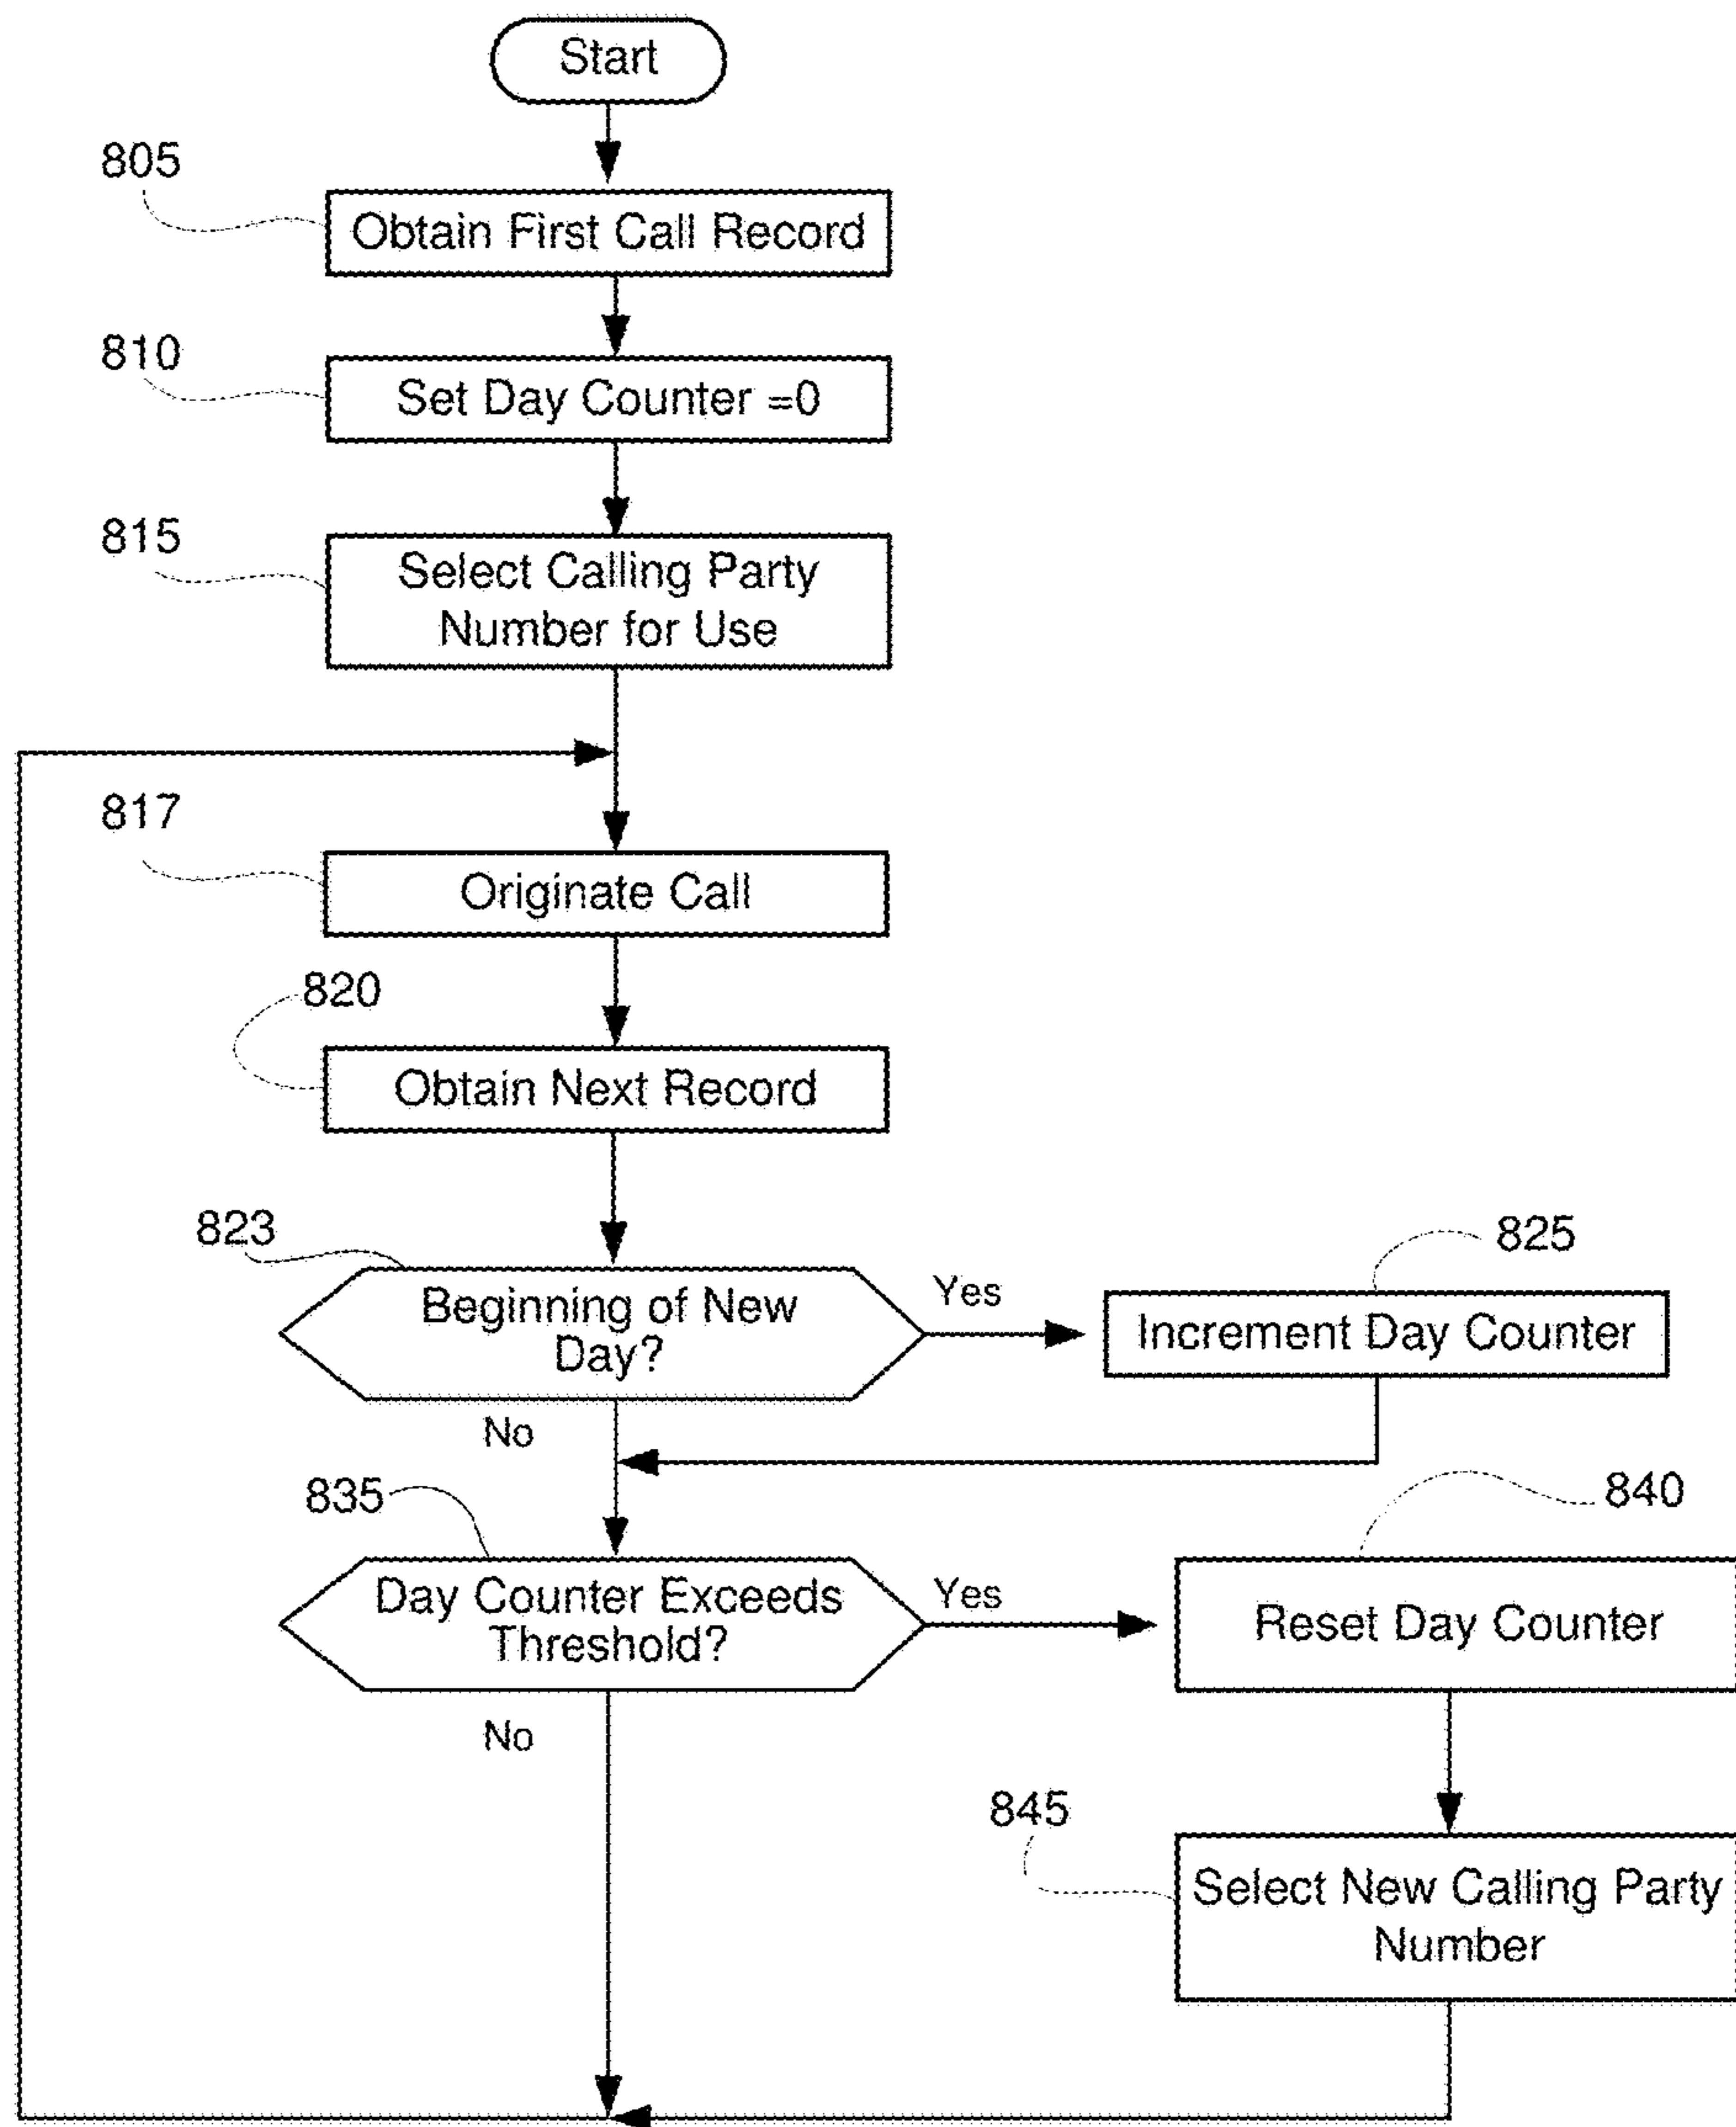 Start
805
Obtain First Call Record
810
Set Day Counter =0
815
Select Calling Party
Number for Use
817
Originate Call
820
Obtain Next Record
823
Beginning of New
Day?
Yes
825
Increment Day Counter
No
835
Day Counter Exceeds
Threshold?
Yes
840
Reset Day Counter
No
845
Select New Calling Party
Number